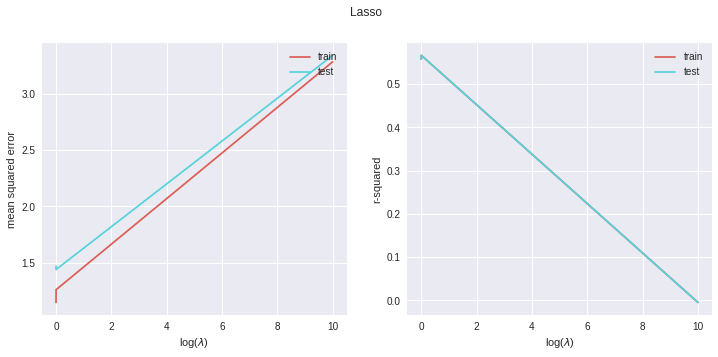 Lasso
mean squared error
3.0
2.5
2.0
1.5
0 2 4 6 8 10
log(λ)
train
test
r-squared
0.5
0.4
0.3
0.2
0.1
0.0
0 2 4 6 8 10
log(λ)
train
test